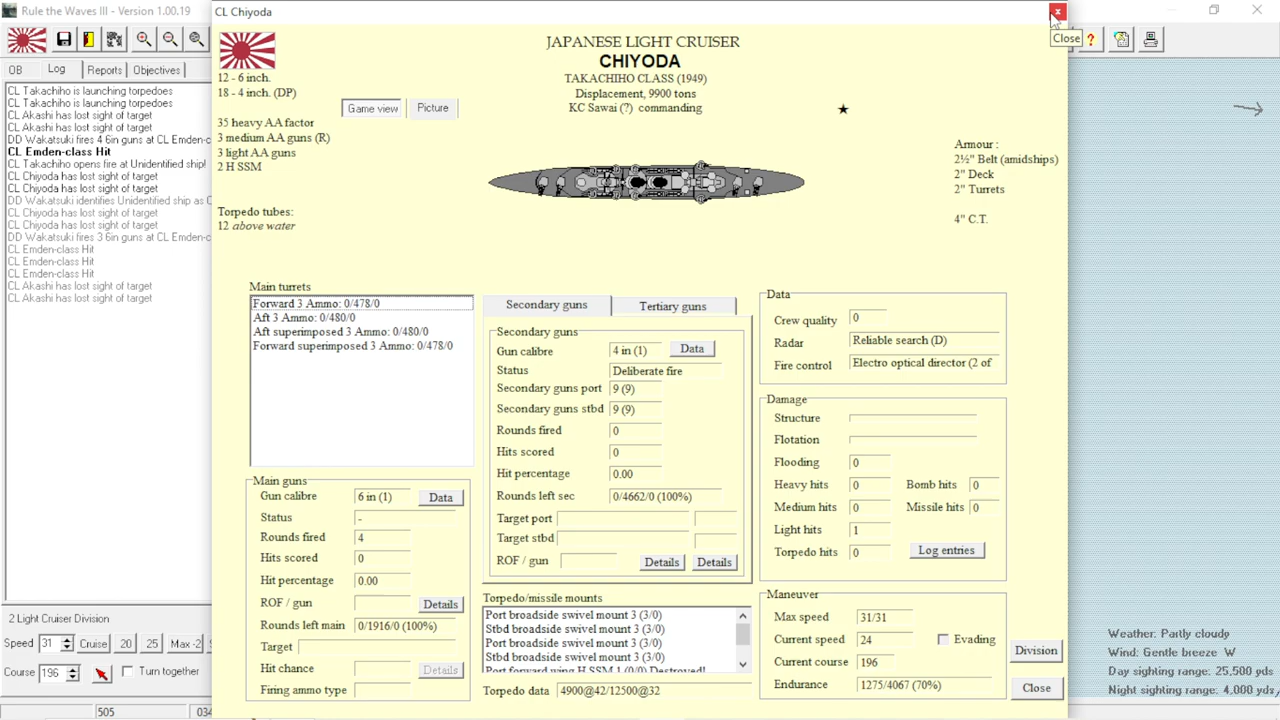 Rule the Waves III - Version 1.00.19
CL Chiyoda
x
Close
?
OB
Log
Reports
Objectives
CL Takachiho is launching torpedoes
CL Takachiho is launching torpedoes
CL Akashi has lost sight of target
CL Akashi has lost sight of target
DD Wakatsuki fires 4 6in guns at CL Emden-c
CL Emden-class Hit
CL Takachiho opens fire at Unidentified ship!
CL Akashi has lost sight of target
CL Chiyoda has lost sight of target
DD Wakatsuki identifies Unidentified ship as C
CL Chiyoda has lost sight of target
CL Chiyoda has lost sight of target
DD Wakatsuki fires 3 6in guns at CL Emden-c
CL Emden-class Hit
CL Emden-class Hit
CL Emden-class Hit
CL Akashi has lost sight of target
CL Akashi has lost sight of target
2 Light Cruiser Division
Speed 31 Cruise 20 25 Max -2
Course 196 Turn together
505
034
JAPANESE LIGHT CRUISER
CHIYODA
TAKACHIHO CLASS (1949)
Displacement, 9900 tons
KC Sawai (?) commanding
12 - 6 inch.
18 - 4 inch. (DP)
Game view
Picture
35 heavy AA factor
3 medium AA guns (R)
3 light AA guns
2 H SSM
Torpedo tubes:
12 above water
Armour :
2½" Belt (amidships)
2" Deck
2" Turrets
4" C.T.
Main turrets
Forward 3 Ammo: 0/478/0
Aft 3 Ammo: 0/480/0
Aft superimposed 3 Ammo: 0/480/0
Forward superimposed 3 Ammo: 0/478/0
Main guns
Gun calibre 6 in (1) Data
Status -
Rounds fired 4
Hits scored 0
Hit percentage 0.00
ROF / gun Details
Rounds left main 0/1916/0 (100%)
Target
Hit chance Details
Firing ammo type
Secondary guns
Tertiary guns
Secondary guns
Gun calibre 4 in (1) Data
Status Deliberate fire
Secondary guns port 9 (9)
Secondary guns stbd 9 (9)
Rounds fired 0
Hits scored 0
Hit percentage 0.00
Rounds left sec 0/4662/0 (100%)
Target port
Target stbd
ROF / gun Details Details
Torpedo/missile mounts
Port broadside swivel mount 3 (3/0)
Stbd broadside swivel mount 3 (3/0)
Port broadside swivel mount 3 (3/0)
Stbd broadside swivel mount 3 (3/0)
Port forward wing H SSM 1 (0/0) Destroyed!
Torpedo data 4900@42/12500@32
Data
Crew quality 0
Radar Reliable search (D)
Fire control Electro optical director (2 of
Damage
Structure
Flotation
Flooding 0
Heavy hits 0 Bomb hits 0
Medium hits 0 Missile hits 0
Light hits 1
Torpedo hits 0 Log entries
Maneuver
Max speed 31/31
Current speed 24 Evading
Current course 196
Endurance 1275/4067 (70%)
Division
Close
Weather: Partly cloudy
Wind: Gentle breeze W
Day sighting range: 25,500 yds
Night sighting range: 4,800 yds